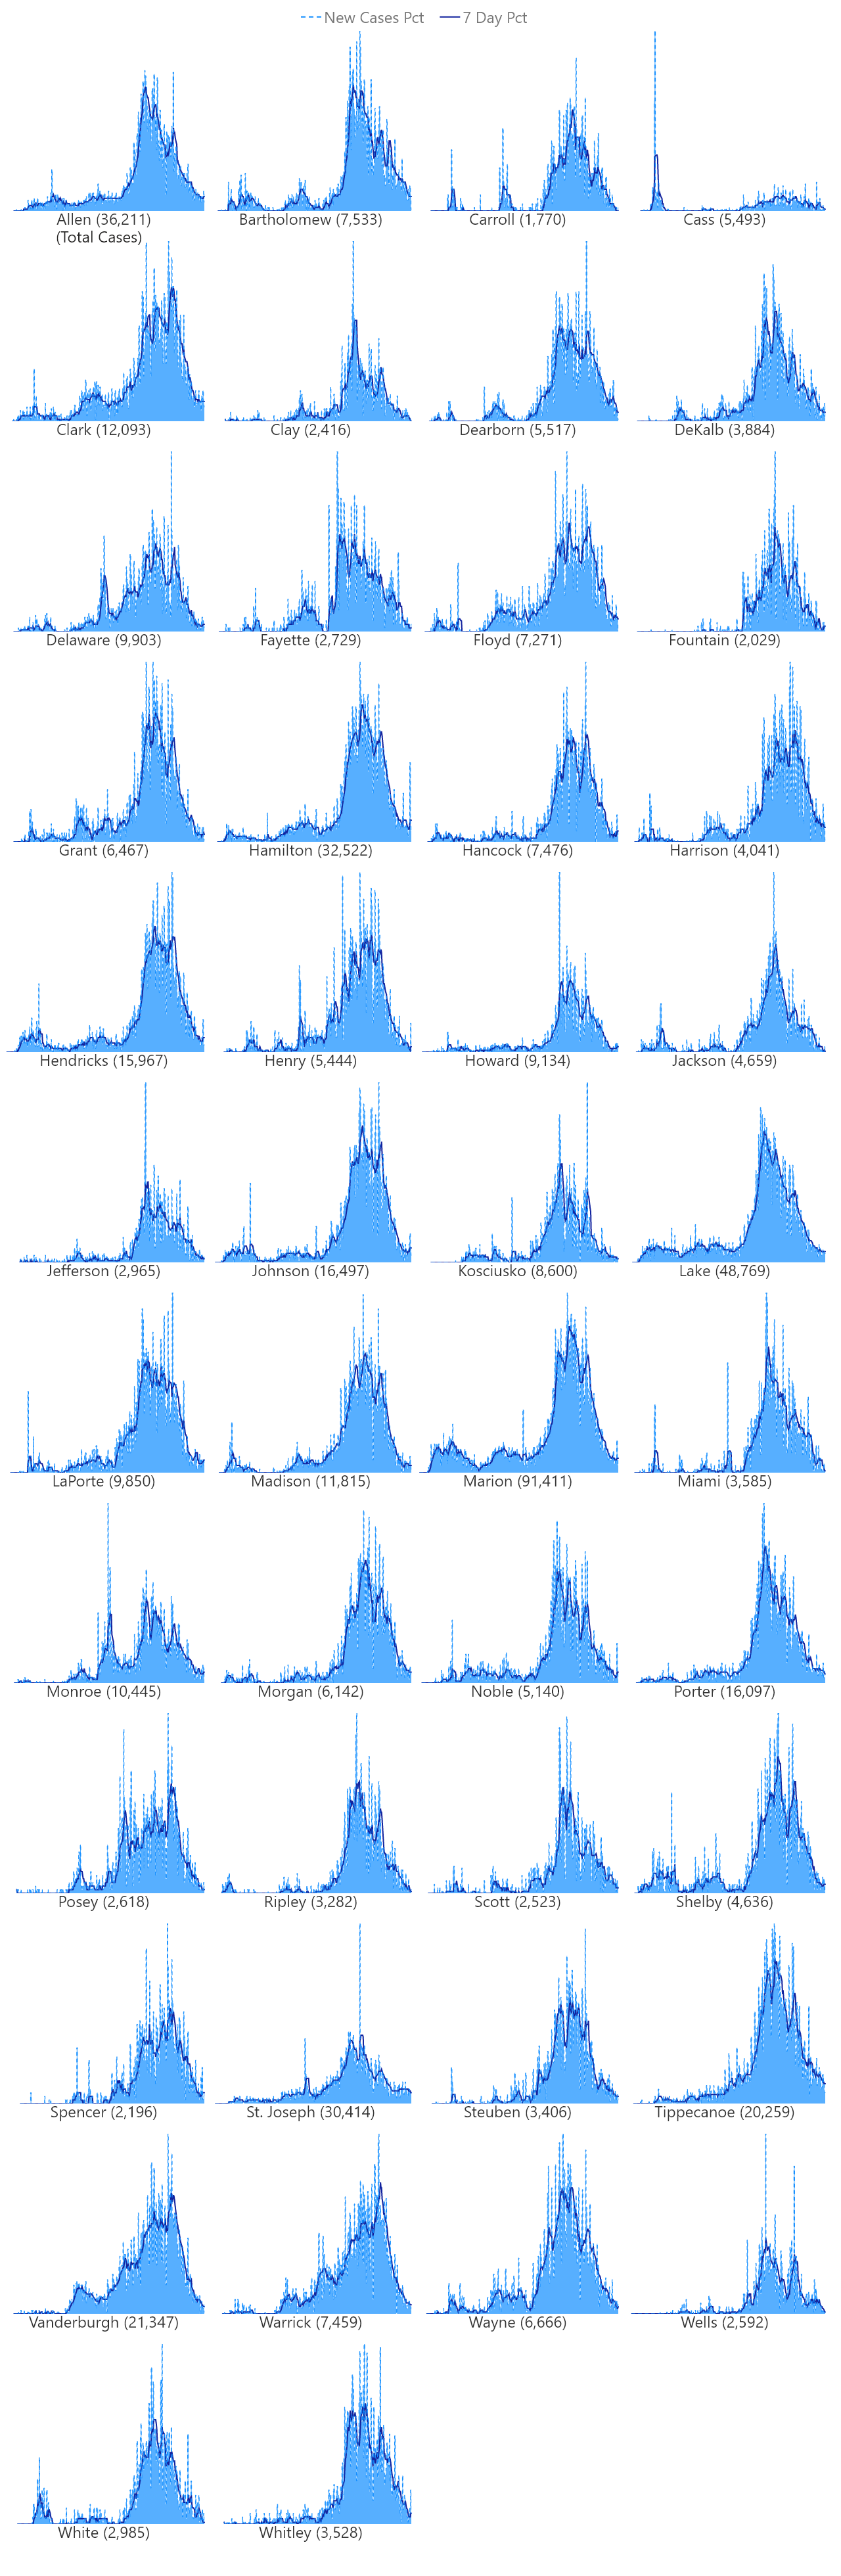 New Cases Pct 7 Day Pct
Allen (36,211) Bartholomew (7,533) Carroll (1,770) Cass (5,493)
(Total Cases)
Clark (12,093) Clay (2,416) Dearborn (5,517) DeKalb (3,884)
Delaware (9,903) Fayette (2,729) Floyd (7,271) Fountain (2,029)
Grant (6,467) Hamilton (32,522) Hancock (7,476) Harrison (4,041)
Hendricks (15,967) Henry (5,444) Howard (9,134) Jackson (4,659)
Jefferson (2,965) Johnson (16,497) Kosciusko (8,600) Lake (48,769)
LaPorte (9,850) Madison (11,815) Marion (91,411) Miami (3,585)
Monroe (10,445) Morgan (6,142) Noble (5,140) Porter (16,097)
Posey (2,618) Ripley (3,282) Scott (2,523) Shelby (4,636)
Spencer (2,196) St. Joseph (30,414) Steuben (3,406) Tippecanoe (20,259)
Vanderburgh (21,347) Warrick (7,459) Wayne (6,666) Wells (2,592)
White (2,985) Whitley (3,528)